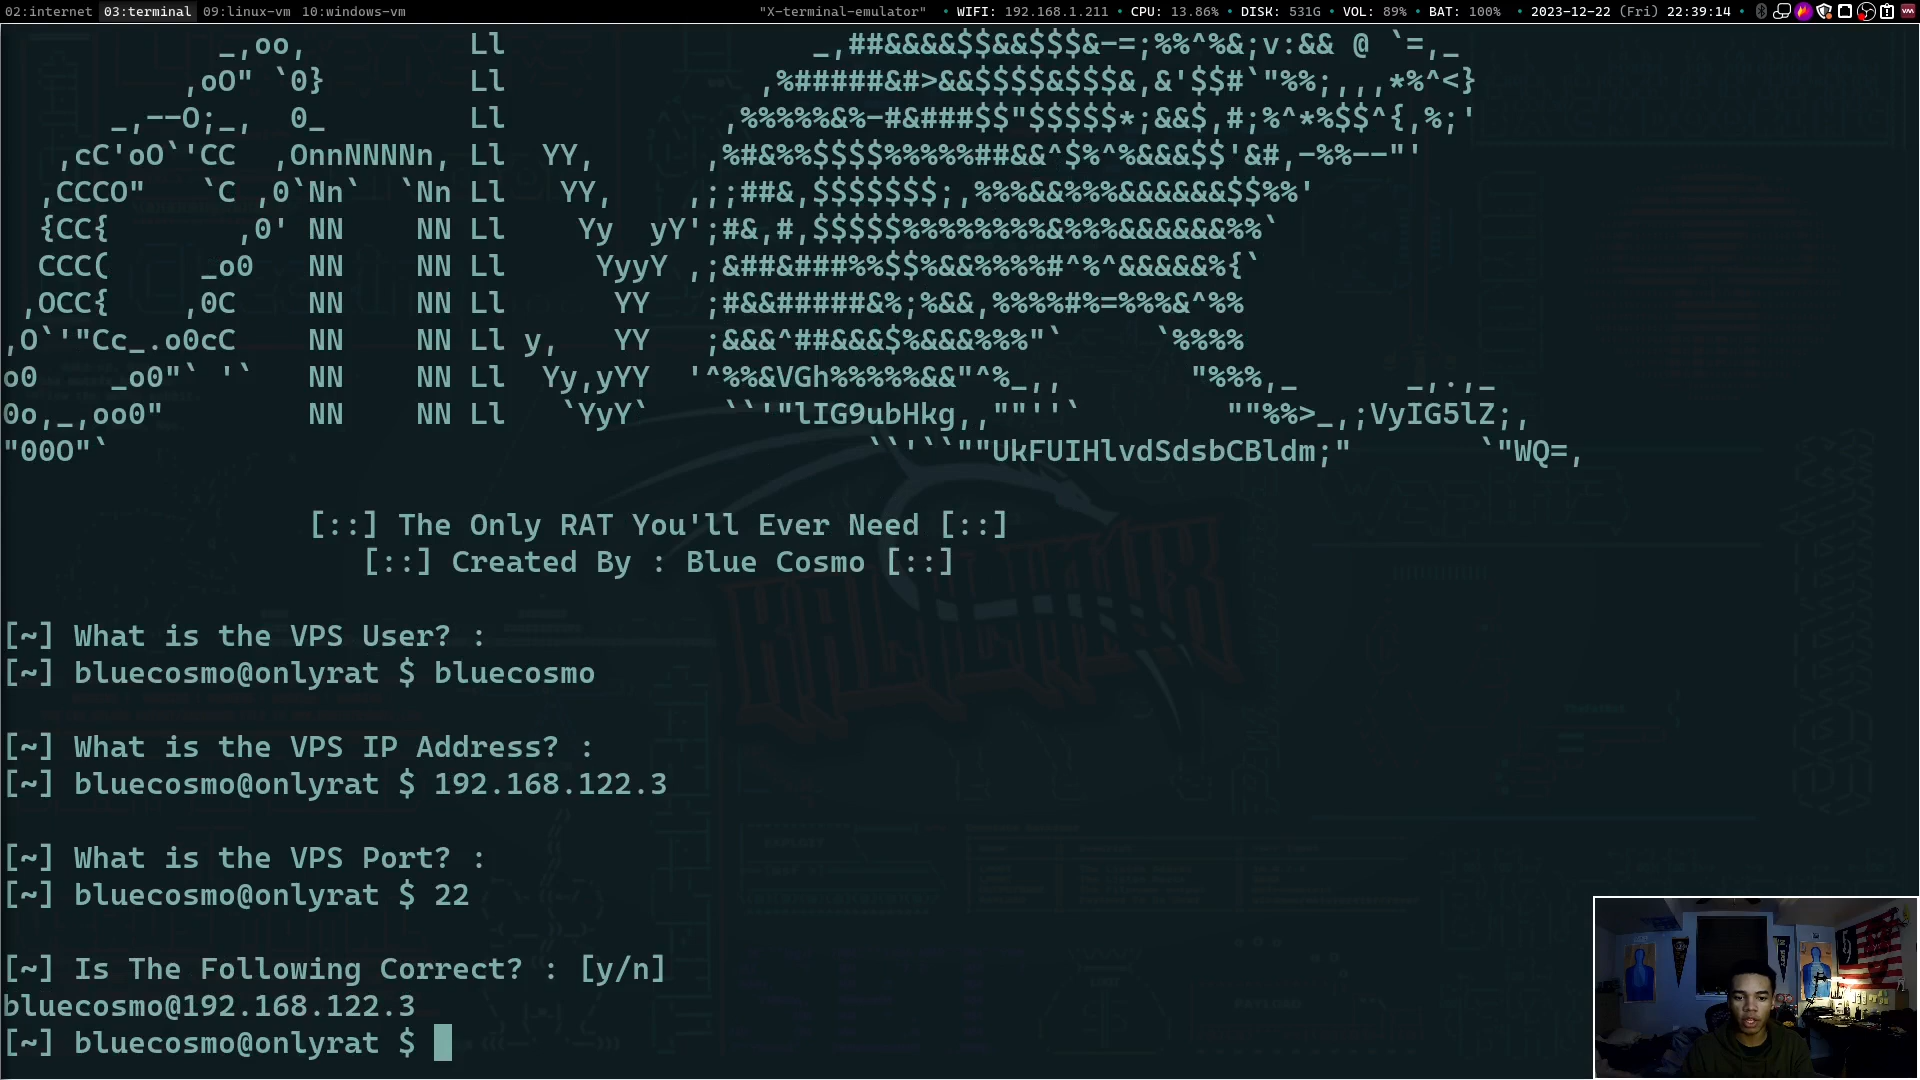 02:internet 03:terminal 09:linux-vm 10:windows-vm "X-terminal-emulator" • WIFI: 192.168.1.211 • CPU: 13.86% • DISK: 531G • VOL: 89% • BAT: 100% • 2023-12-22 (Fri) 22:39:14 •
             _,oo,         Ll                 _,##&&&&$$&&$$$&-=;%%^%&;v:&& @ `=,_
          ,oO" `0}        Ll              ,%#####&#>&&$$$$&$$$&,&'$$#`"%%;,,,*%^<}
      _,--O;_,  0_        Ll            ,%%%%%&%-#&###$$"$$$$$*;&&$,#;%^*%$$^{,%;'
   ,cC'oO`'CC  ,OnnNNNNn, Ll  YY,      ,%#&%%$$$$%%%%%##&&^$%^%&&&$$'&#,-%%--"'
  ,CCCO"   `C ,0`Nn`  `Nn Ll   YY,    ,;;##&,$$$$$$$;,%%%&&%%%&&&&&&$$%%'
  {CC{       ,0' NN    NN Ll    Yy  yY';#&,#,$$$$$%%%%%%%%&%%%&&&&&&%%`
  CCC(     _o0   NN    NN Ll     YyyY ,;&##&###%%$$%&&%%%%#^%^&&&&&%{`
 ,OCC{    ,0C    NN    NN Ll      YY   ;#&&#####&%;%&&,%%%%#%=%%%&^%%
,O`'"Cc_.o0cC    NN    NN Ll y,   YY   ;&&&^##&&&$%&&&%%%"`     `%%%%
o0    _o0"` '`   NN    NN Ll  Yy,yYY  '^%%&VGh%%%%%&&"^%_,,       "%%%,_      _,.,_
0o,_,oo0"        NN    NN Ll   `YyY`    ``'"lIG9ubHkg,,""''`        ""%%>_,;VyIG5lZ;,
"00O"`                                          ``'``""UkFUIHlvdSdsbCBldm;"       `"WQ=,
[::] The Only RAT You'll Ever Need [::]
[::] Created By : Blue Cosmo [::]
[~] What is the VPS User? :
[~] bluecosmo@onlyrat $ bluecosmo
[~] What is the VPS IP Address? :
[~] bluecosmo@onlyrat $ 192.168.122.3
[~] What is the VPS Port? :
[~] bluecosmo@onlyrat $ 22
[~] Is The Following Correct? : [y/n]
bluecosmo@192.168.122.3
[~] bluecosmo@onlyrat $
KALI LINUX